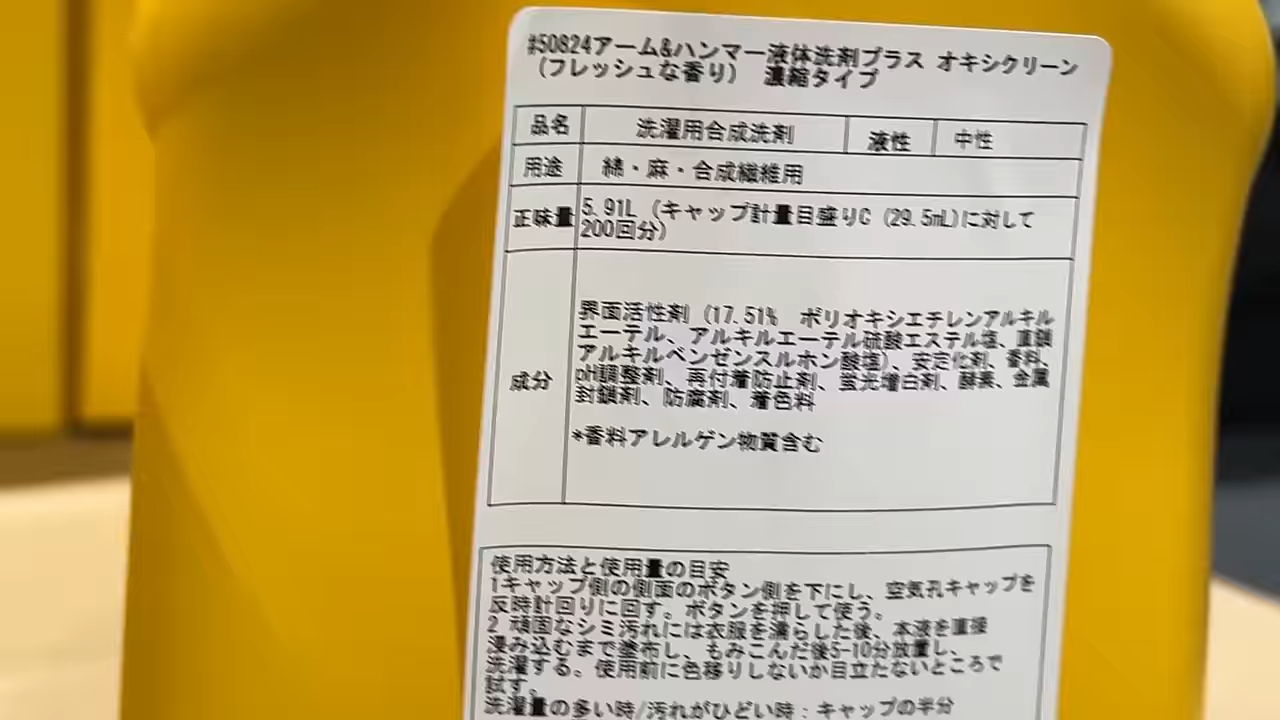 #50824アーム&ハンマー液体洗剤プラス オキシクリーン
(フレッシュな香り) 濃縮タイプ
品名 洗濯用合成洗剤 液性 中性
用途 綿・麻・合成繊維用
正味量 5.91L (キャップ計量目盛りC (29.5mL)に対して
200回分)
成分
界面活性剤 (17.51% ポリオキシエチレンアルキル
エーテル、アルキルエーテル硫酸エステル塩、直鎖
アルキルベンゼンスルホン酸塩)、安定化剤、香料、
pH調整剤、再付着防止剤、蛍光増白剤、酵素、金属
封鎖剤、防腐剤、着色料
*香料アレルゲン物質含む
使用方法と使用量の目安
1キャップ側の側面のボタン側を下にし、空気孔キャップを
反時計回りに回す。ボタンを押して使う。
2 頑固なシミ汚れには衣服を濡らした後、本液を直接
浸み込むまで塗布し、もみこんだ後5-10分放置し、
洗濯する。使用前に色移りしないか目立たないところで
試す。
洗濯量の多い時/汚れがひどい時:キャップの半分